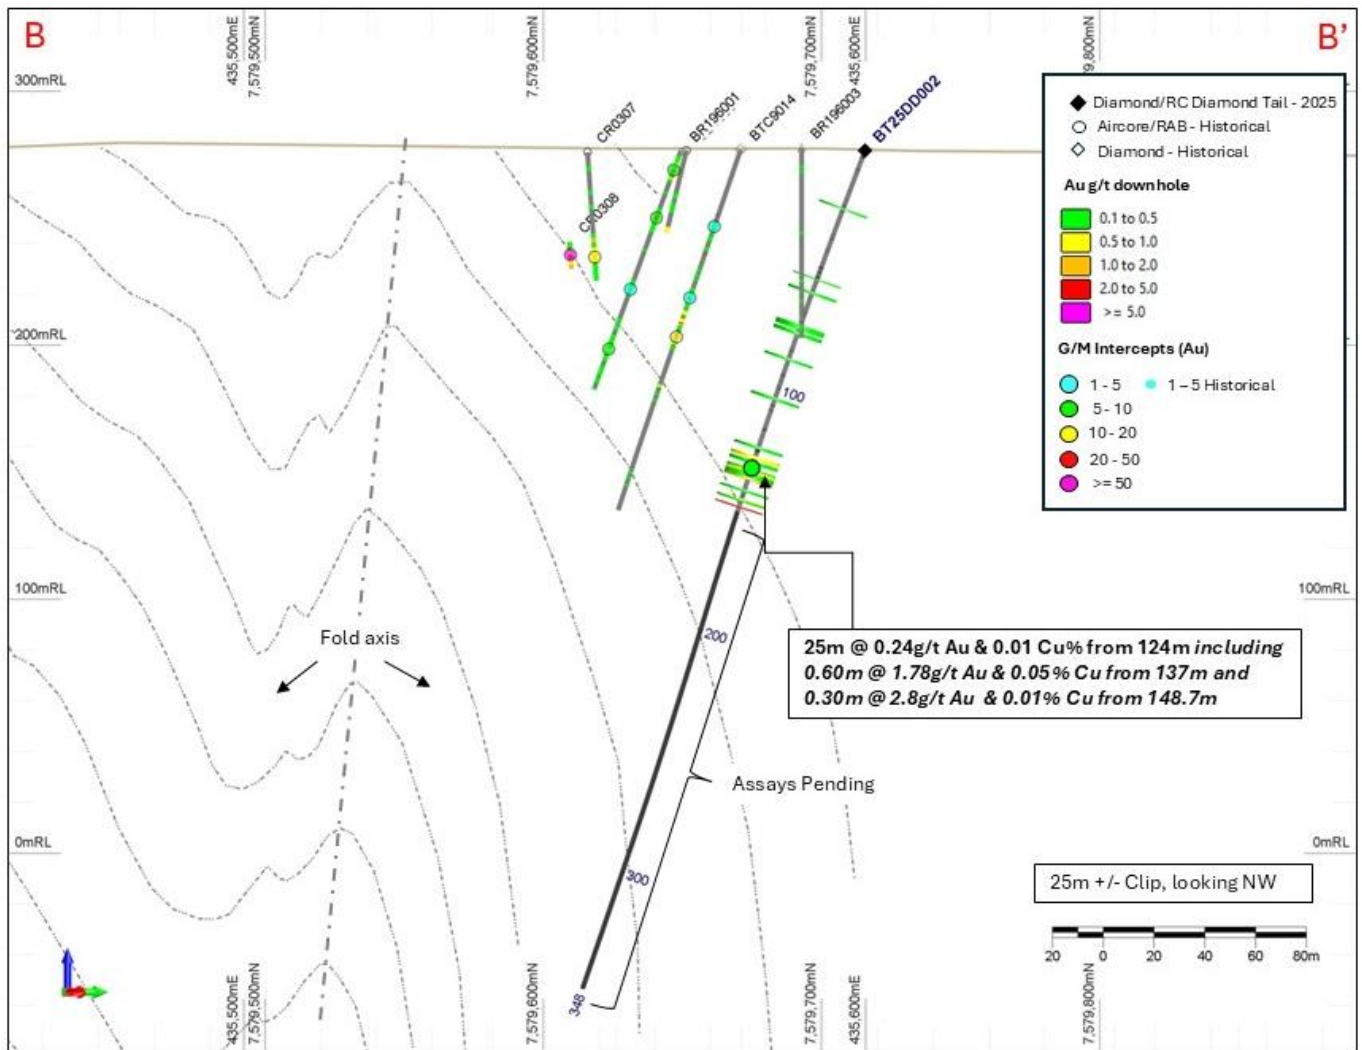 B
B'
435,500mE
7,579,500mN
7,579,600mN
7,579,700mN
435,600mE
,800mN
300mRL
200mRL
100mRL
100mRL
0mRL
0mRL
CR0307
CR0308
BR196001
BTC9014
BR196003
BT25DD002
Diamond/RC Diamond Tail - 2025
Aircore/RAB - Historical
Diamond - Historical
Au g/t downhole
0.1 to 0.5
0.5 to 1.0
1.0 to 2.0
2.0 to 5.0
>= 5.0
G/M Intercepts (Au)
1 - 5
1 – 5 Historical
5 - 10
10 - 20
20 - 50
>= 50
100
200
300
348
Fold axis
25m @ 0.24g/t Au & 0.01 Cu% from 124m including
0.60m @ 1.78g/t Au & 0.05% Cu from 137m and
0.30m @ 2.8g/t Au & 0.01% Cu from 148.7m
Assays Pending
25m +/- Clip, looking NW
20 0 20 40 60 80m
435,500mE
7,579,500mN
7,579,600mN
7,579,700mN
435,600mE
7,579,800mN